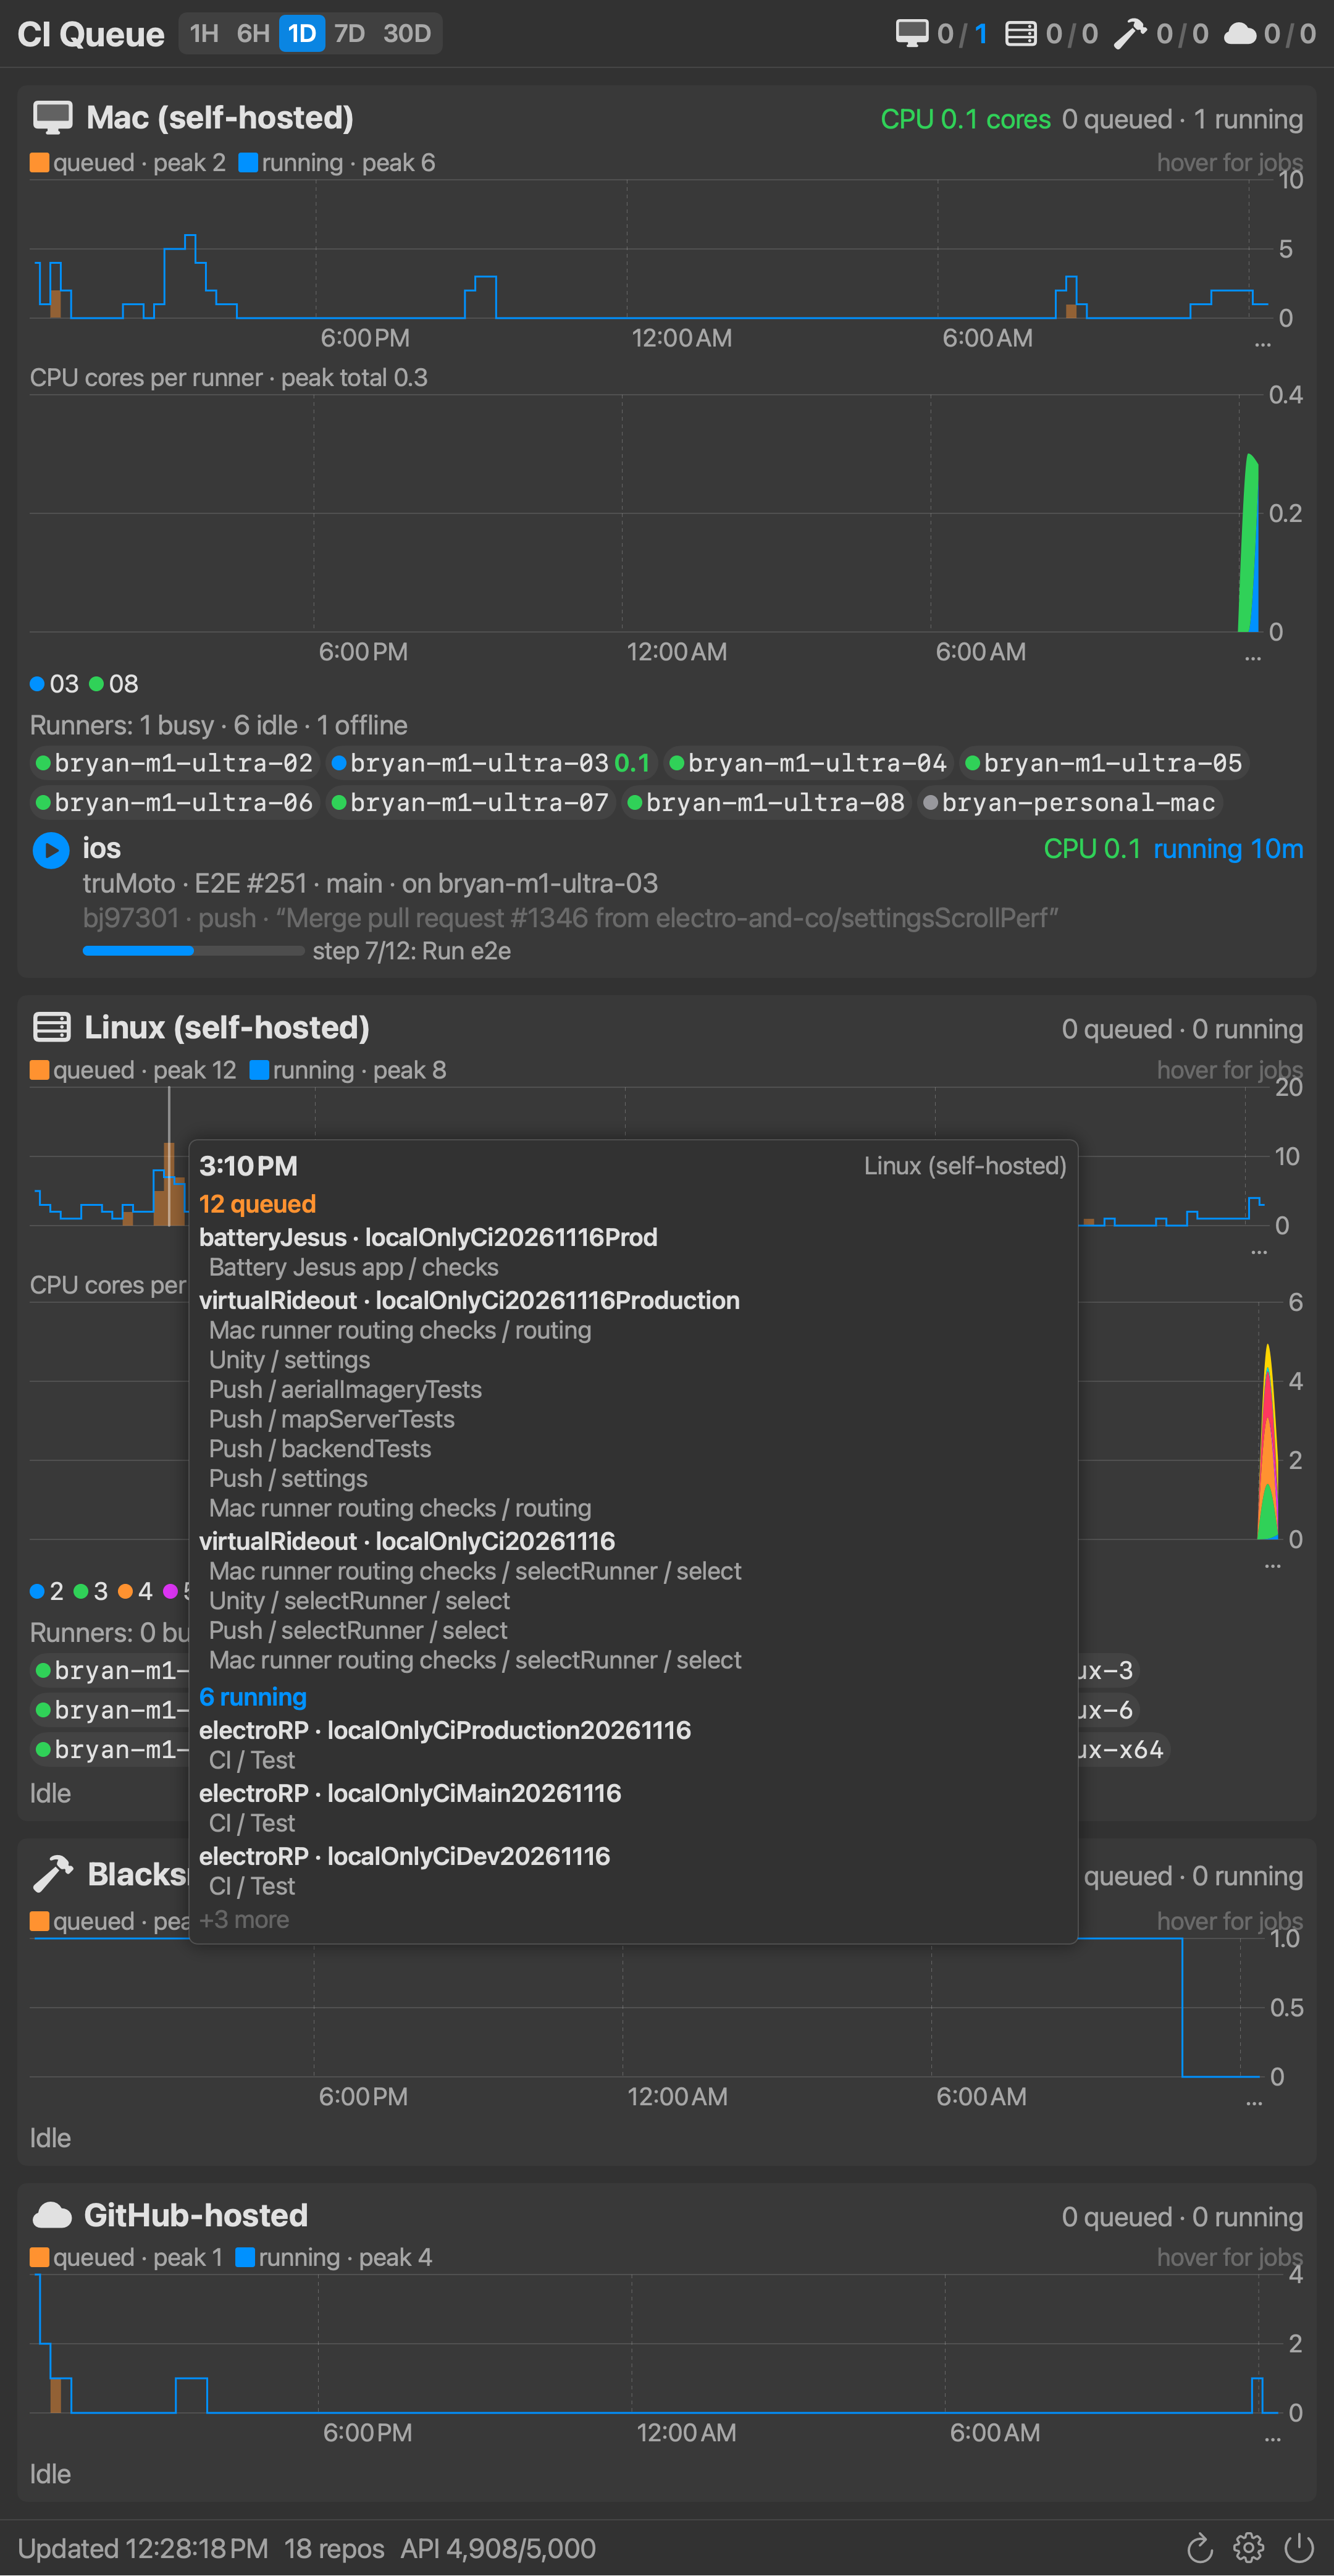 CI Queue 1H 6H 1D 7D 30D 0/1 0/0 0/0 0/0
Mac (self-hosted) CPU 0.1 cores 0 queued · 1 running
queued · peak 2 running · peak 6 hover for jobs
10
5
0
6:00 PM 12:00 AM 6:00 AM ...
CPU cores per runner · peak total 0.3
0.4
0.2
0
6:00 PM 12:00 AM 6:00 AM ...
03 08
Runners: 1 busy · 6 idle · 1 offline
bryan-m1-ultra-02 bryan-m1-ultra-03 0.1 bryan-m1-ultra-04 bryan-m1-ultra-05
bryan-m1-ultra-06 bryan-m1-ultra-07 bryan-m1-ultra-08 bryan-personal-mac
ios CPU 0.1 running 10m
truMoto · E2E #251 · main · on bryan-m1-ultra-03
bj97301 · push · “Merge pull request #1346 from electro-and-co/settingsScrollPerf”
step 7/12: Run e2e
Linux (self-hosted) 0 queued · 0 running
queued · peak 12 running · peak 8 hover for jobs
20
10
0
...
3:10 PM Linux (self-hosted)
12 queued
batteryJesus · localOnlyCi20261116Prod
Battery Jesus app / checks
virtualRideout · localOnlyCi20261116Production
Mac runner routing checks / routing
Unity / settings
Push / aerialImageryTests
Push / mapServerTests
Push / backendTests
Push / settings
Mac runner routing checks / routing
virtualRideout · localOnlyCi20261116
Mac runner routing checks / selectRunner / select
Unity / selectRunner / select
Push / selectRunner / select
Mac runner routing checks / selectRunner / select
6 running
electroRP · localOnlyCiProduction20261116
CI / Test
electroRP · localOnlyCiMain20261116
CI / Test
electroRP · localOnlyCiDev20261116
CI / Test
+3 more
CPU cores per
6
4
2
0
...
2 3 4
Runners: 0 bu
bryan-m1- ux-3
bryan-m1- ux-6
bryan-m1- ux-x64
Idle
Blacks queued · 0 running
queued · pea hover for jobs
1.0
0.5
0
6:00 PM 12:00 AM 6:00 AM ...
Idle
GitHub-hosted 0 queued · 0 running
queued · peak 1 running · peak 4 hover for jobs
4
2
0
6:00 PM 12:00 AM 6:00 AM ...
Idle
Updated 12:28:18 PM 18 repos API 4,908/5,000